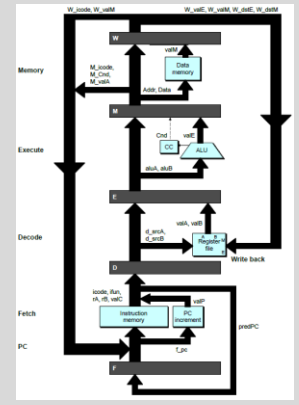 W_icode, W_valM
W_valE, W_valM, W_dstE, W_dstM
W
valM
Memory
M_icode,
M_Cnd,
M_valA
Data
memory
Addr, Data
M
Cnd
valE
Execute
CC
ALU
aluA, aluB
E
valA, valB
Decode
d_srcA,
d_srcB
A B
M
Register
file
E
Write back
D
icode, ifun,
rA, rB, valC
valP
Fetch
Instruction
memory
PC
increment
predPC
PC
f_pc
F